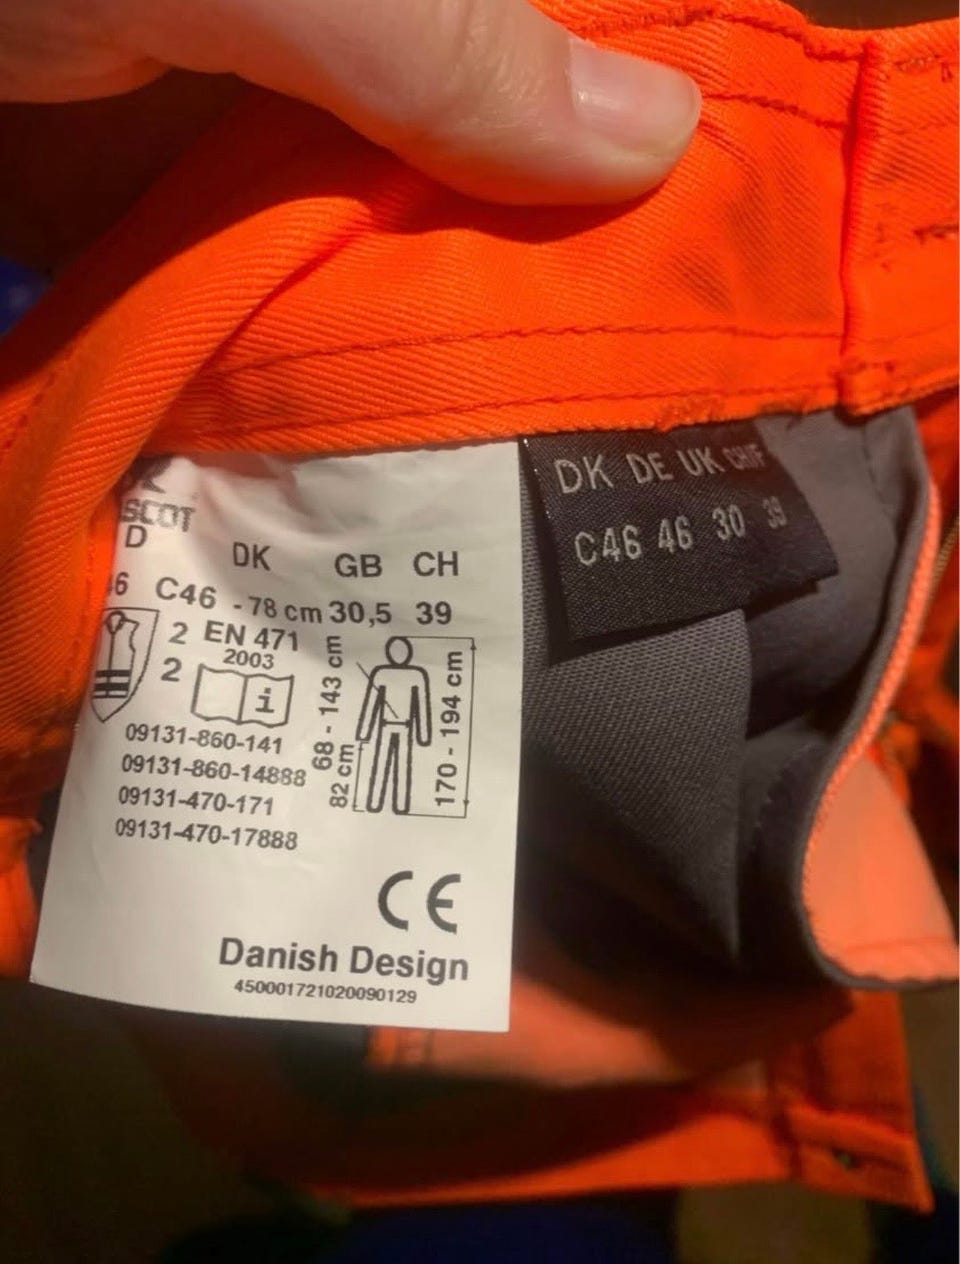 SCOT
D DK GB CH
C46 - 78 cm 30,5 39
2 EN 471
2003
2
i
68 - 143 cm
82 cm
170 - 194 cm
09131-860-141
09131-860-14888
09131-470-171
09131-470-17888
CE
Danish Design
450001721020090129
DK DE UK
C46 46 30 39